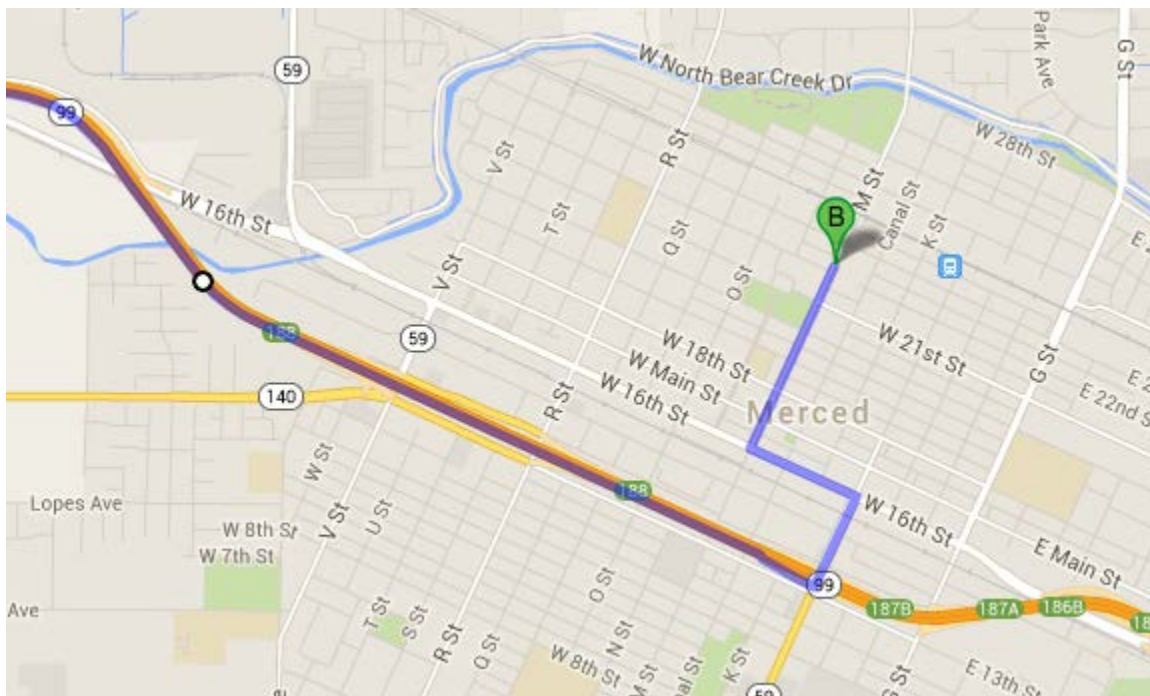 59
W North Bear Creek Dr
Park Ave
G St
99
W 28th St
V St
R St
M St
Canal St
K St
B
W 16th St
T St
Q St
O St
V St
188
59
W 18th St
W 21st St
W Main St
G St
W 16th St
140
E 22nd S
R St
Merced
W St
188
Lopes Ave
V St
U St
W 8th St
W 7th St
W 16th St
E Main St
O St
99
187B
187A
186B
Ave
T St
S St
R St
Q St
N St
W 8th St
M St
K St
E 13th St
59